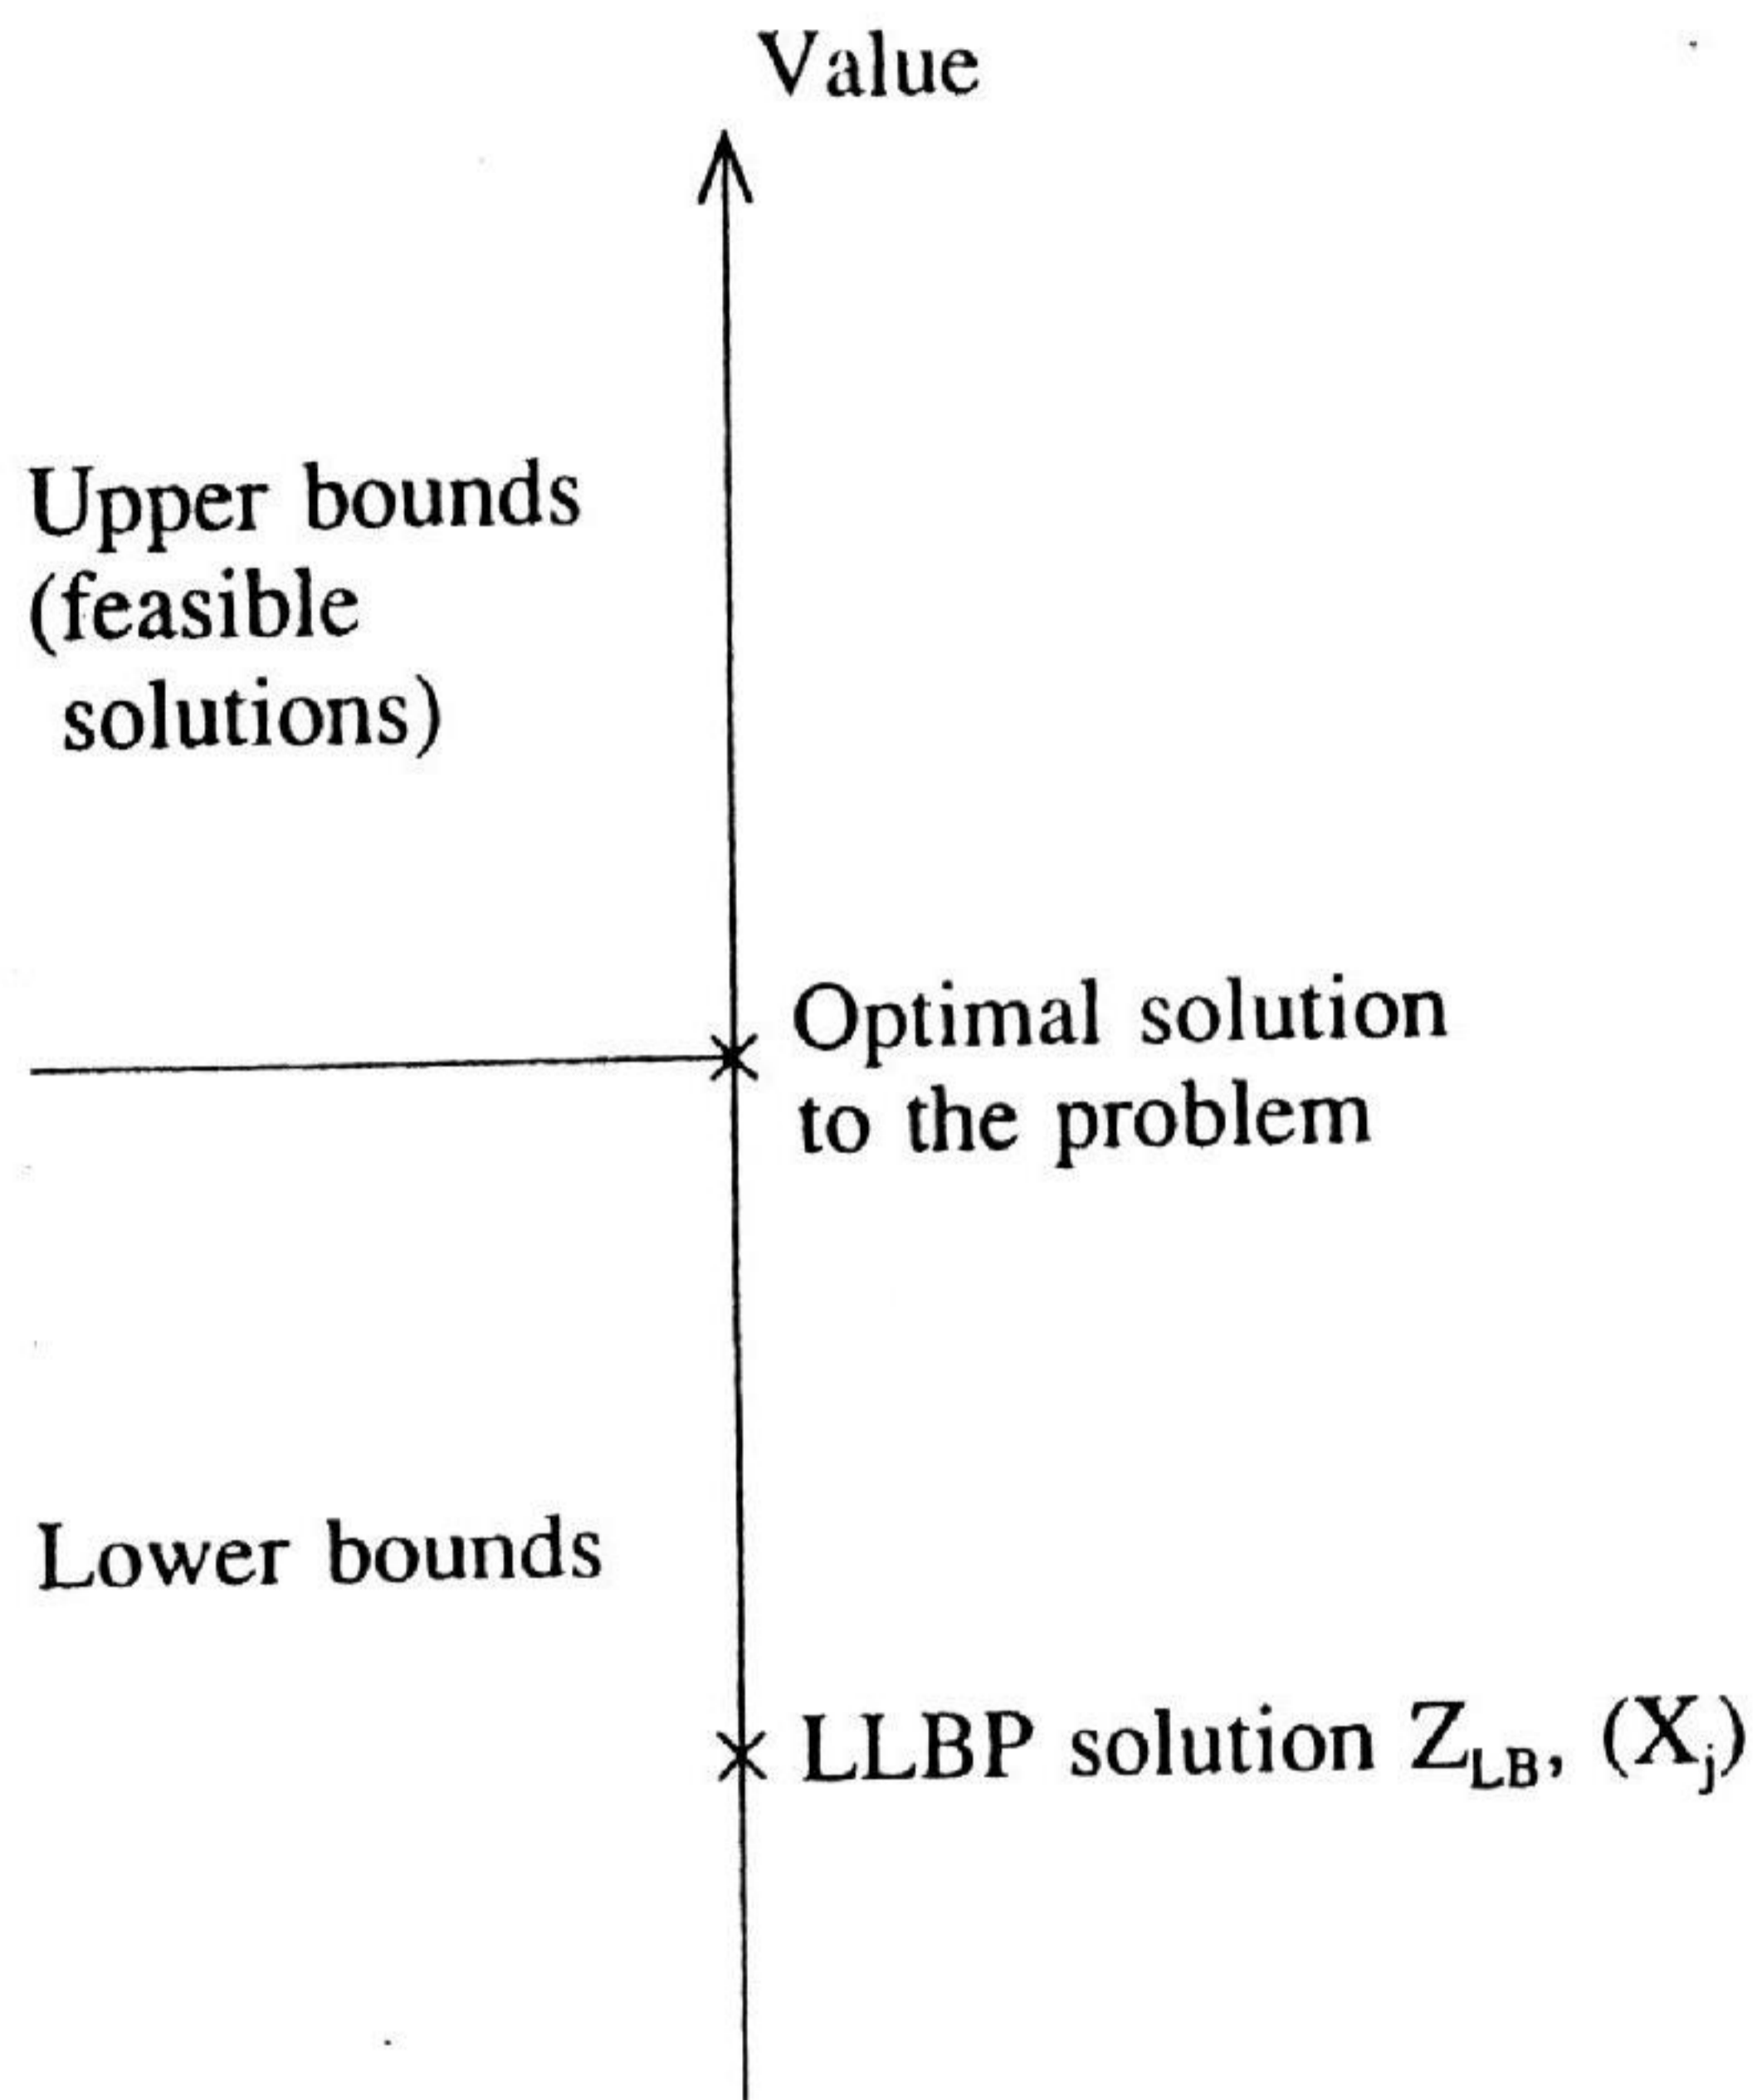 Value
Upper bounds
(feasible
solutions)
Optimal solution
to the problem
Lower bounds
LLBP solution Z_LB, (X_j)